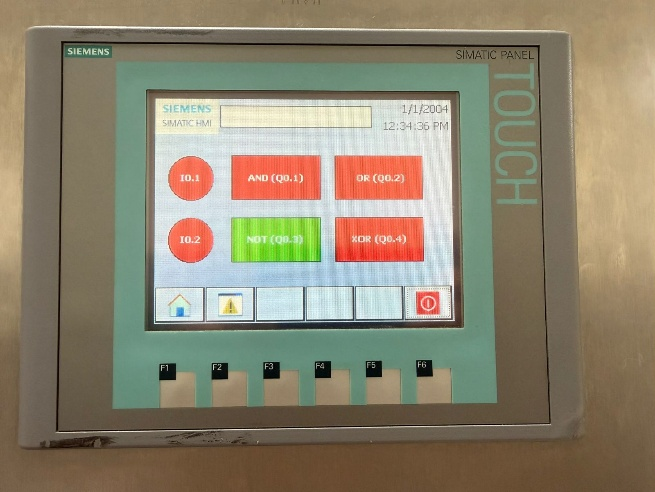 SIEMENS
SIMATIC PANEL
TOUCH
SIEMENS
SIMATIC HMI
1/1/2004
12:34:36 PM
I0.1
AND (Q0.1)
OR (Q0.2)
I0.2
NOT (Q0.3)
XOR (Q0.4)
F1
F2
F3
F4
F5
F6